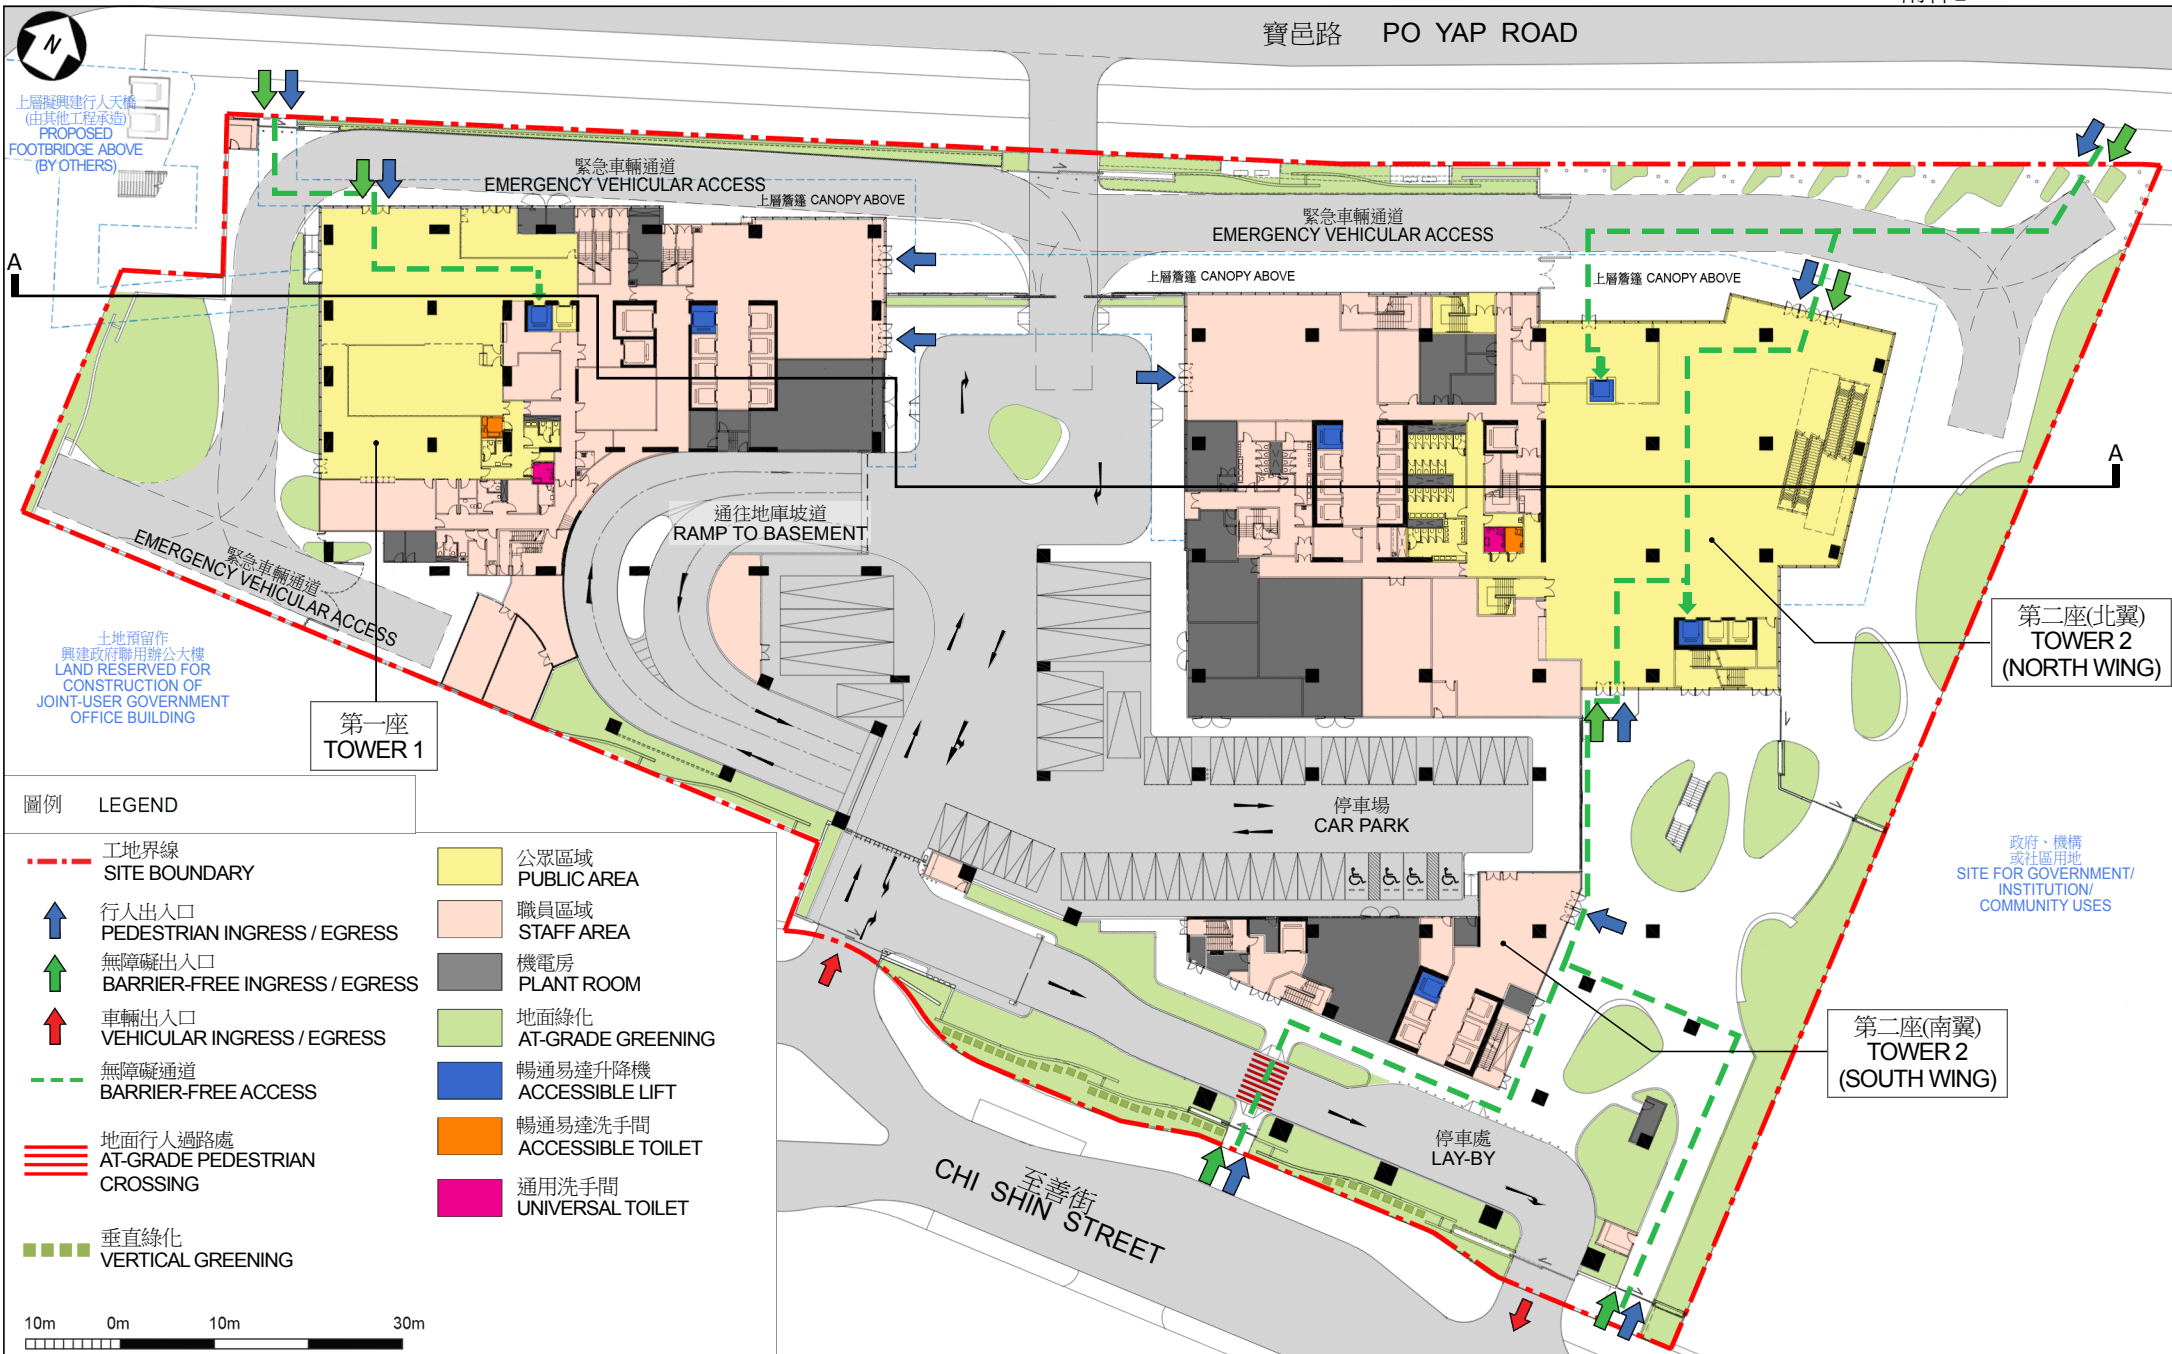 寶邑路 PO YAP ROAD
N
上層擬興建行人天橋
(由其他工程承造)
PROPOSED
FOOTBRIDGE ABOVE
(BY OTHERS)
緊急車輛通道
EMERGENCY VEHICULAR ACCESS
上層簷篷 CANOPY ABOVE
緊急車輛通道
EMERGENCY VEHICULAR ACCESS
上層簷篷 CANOPY ABOVE
上層簷篷 CANOPY ABOVE
A
A
通往地庫坡道
RAMP TO BASEMENT
緊急車輛通道
EMERGENCY VEHICULAR ACCESS
土地預留作
興建政府聯用辦公大樓
LAND RESERVED FOR
CONSTRUCTION OF
JOINT-USER GOVERNMENT
OFFICE BUILDING
第一座
TOWER 1
第二座(北翼)
TOWER 2
(NORTH WING)
停車場
CAR PARK
政府、機構
或社區用地
SITE FOR GOVERNMENT/
INSTITUTION/
COMMUNITY USES
第二座(南翼)
TOWER 2
(SOUTH WING)
停車處
LAY-BY
至善街
CHI SHIN STREET
圖例 LEGEND
工地界線
SITE BOUNDARY
行人出入口
PEDESTRIAN INGRESS / EGRESS
無障礙出入口
BARRIER-FREE INGRESS / EGRESS
車輛出入口
VEHICULAR INGRESS / EGRESS
無障礙通道
BARRIER-FREE ACCESS
地面行人過路處
AT-GRADE PEDESTRIAN
CROSSING
垂直綠化
VERTICAL GREENING
公眾區域
PUBLIC AREA
職員區域
STAFF AREA
機電房
PLANT ROOM
地面綠化
AT-GRADE GREENING
暢通易達升降機
ACCESSIBLE LIFT
暢通易達洗手間
ACCESSIBLE TOILET
通用洗手間
UNIVERSAL TOILET
10m 0m 10m 30m